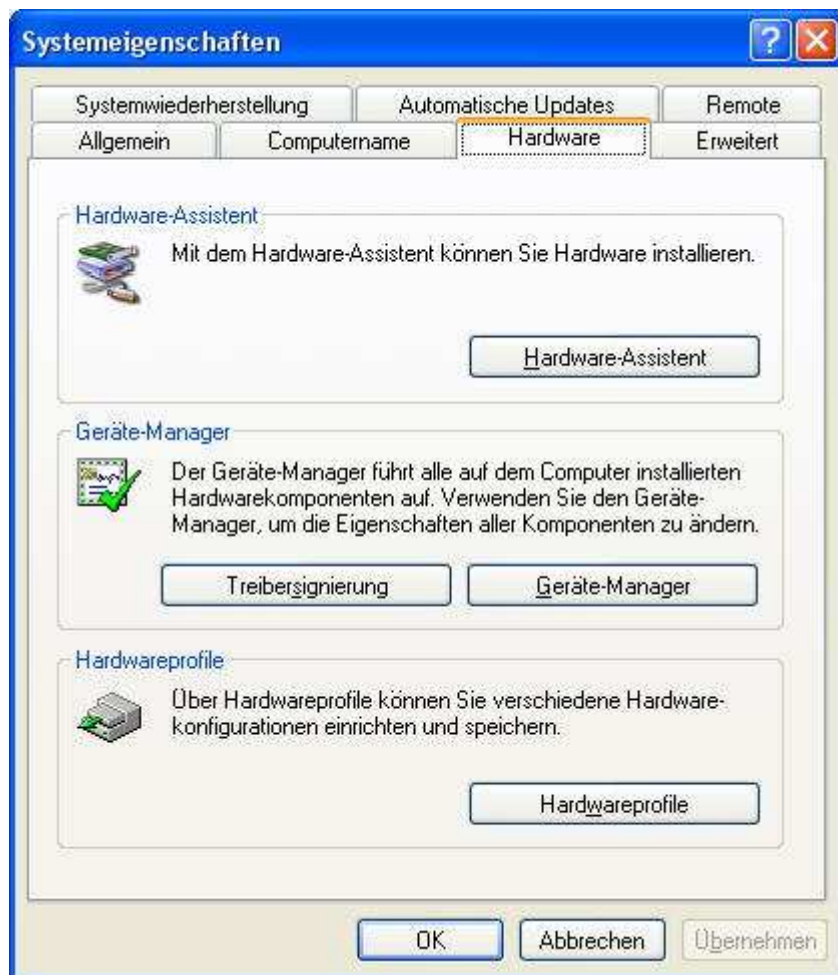 Systemeigenschaften
Systemwiederherstellung Automatische Updates Remote
Allgemein Computername Hardware Erweitert
Hardware-Assistent
Mit dem Hardware-Assistent können Sie Hardware installieren.
Hardware-Assistent
Geräte-Manager
Der Geräte-Manager führt alle auf dem Computer installierten
Hardwarekomponenten auf. Verwenden Sie den Geräte-
Manager, um die Eigenschaften aller Komponenten zu ändern.
Treibersignierung Geräte-Manager
Hardwareprofile
Über Hardwareprofile können Sie verschiedene Hardware-
konfigurationen einrichten und speichern.
Hardwareprofile
OK Abbrechen Übernehmen